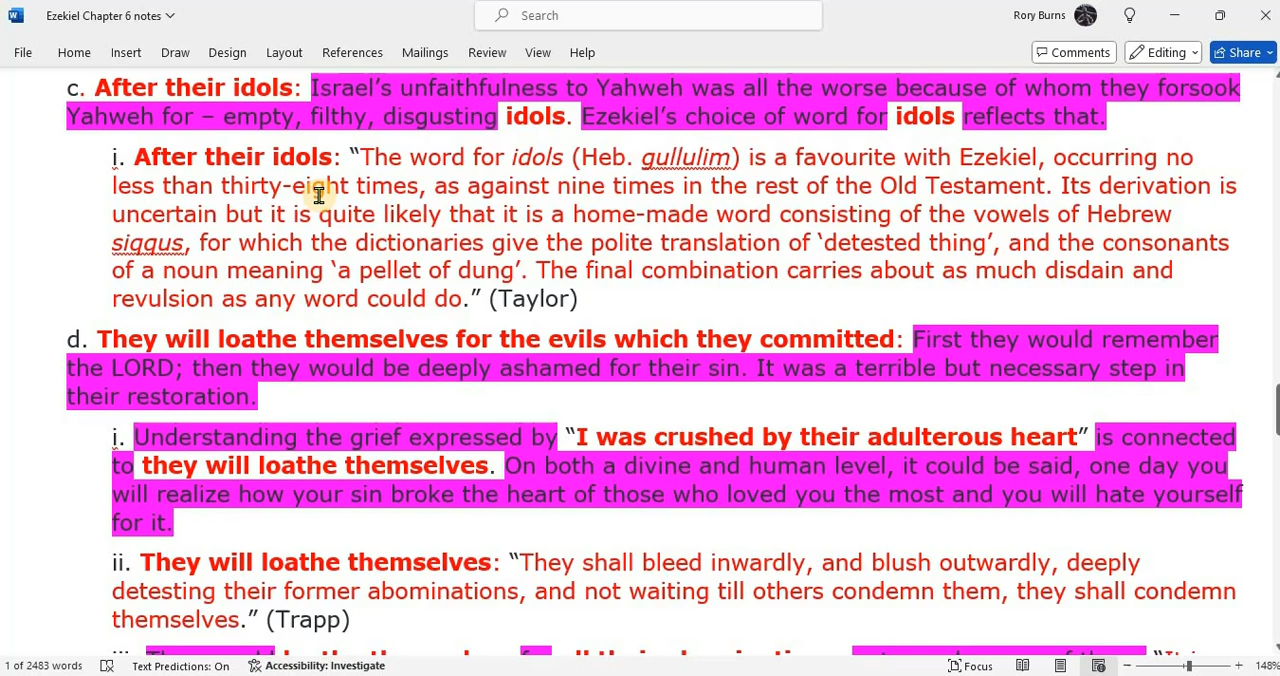 Ezekiel Chapter 6 notes
Search
Rory Burns
File Home Insert Draw Design Layout References Mailings Review View Help Comments Editing Share
c. After their idols: Israel’s unfaithfulness to Yahweh was all the worse because of whom they forsook
Yahweh for – empty, filthy, disgusting idols. Ezekiel’s choice of word for idols reflects that.
i. After their idols: “The word for idols (Heb. gullulim) is a favourite with Ezekiel, occurring no
less than thirty-eight times, as against nine times in the rest of the Old Testament. Its derivation is
uncertain but it is quite likely that it is a home-made word consisting of the vowels of Hebrew
siqqus, for which the dictionaries give the polite translation of ‘detested thing’, and the consonants
of a noun meaning ‘a pellet of dung’. The final combination carries about as much disdain and
revulsion as any word could do.” (Taylor)
d. They will loathe themselves for the evils which they committed: First they would remember
the LORD; then they would be deeply ashamed for their sin. It was a terrible but necessary step in
their restoration.
i. Understanding the grief expressed by “I was crushed by their adulterous heart” is connected
to they will loathe themselves. On both a divine and human level, it could be said, one day you
will realize how your sin broke the heart of those who loved you the most and you will hate yourself
for it.
ii. They will loathe themselves: “They shall bleed inwardly, and blush outwardly, deeply
detesting their former abominations, and not waiting till others condemn them, they shall condemn
themselves.” (Trapp)
1 of 2483 words Text Predictions: On Accessibility: Investigate Focus 148%